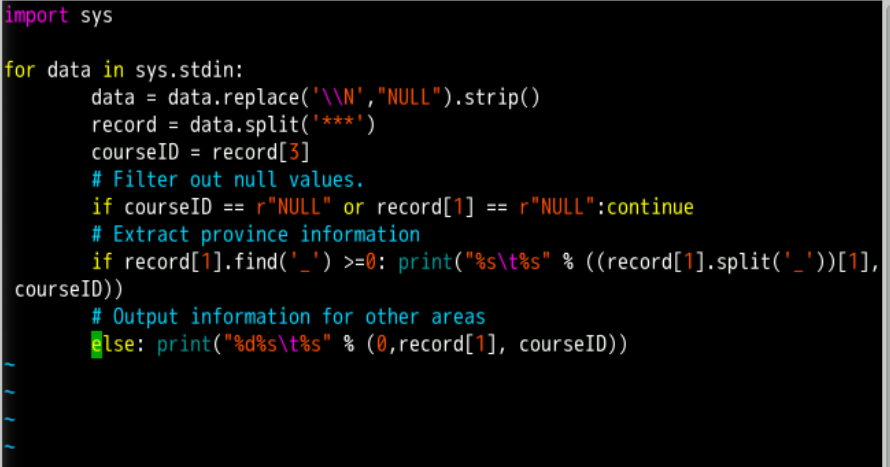 import sys

for data in sys.stdin:
        data = data.replace('\\N',"NULL").strip()
        record = data.split('***')
        courseID = record[3]
        # Filter out null values.
        if courseID == r"NULL" or record[1] == r"NULL":continue
        # Extract province information
        if record[1].find('_') >=0: print("%s\t%s" % ((record[1].split('_'))[1],
 courseID))
        # Output information for other areas
        else: print("%d%s\t%s" % (0,record[1], courseID))
~
~
~
~